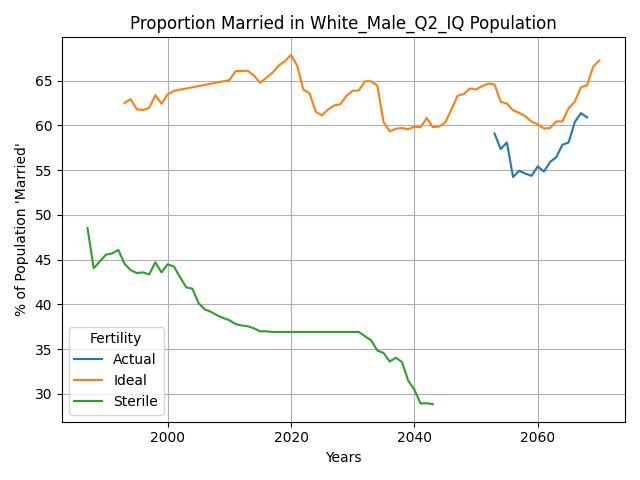 Proportion Married in White_Male_Q2_IQ Population
% of Population 'Married'
65
60
55
50
45
40
35
30
Fertility
Actual
Ideal
Sterile
2000 2020 2040 2060
Years